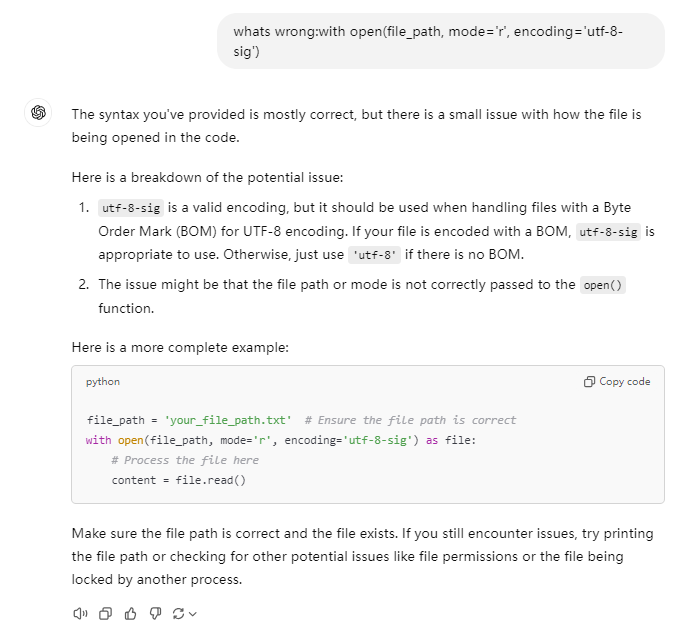 whats wrong:with open(file_path, mode='r', encoding='utf-8-
sig')
The syntax you've provided is mostly correct, but there is a small issue with how the file is
being opened in the code.
Here is a breakdown of the potential issue:
1. utf-8-sig is a valid encoding, but it should be used when handling files with a Byte
Order Mark (BOM) for UTF-8 encoding. If your file is encoded with a BOM, utf-8-sig is
appropriate to use. Otherwise, just use 'utf-8' if there is no BOM.
2. The issue might be that the file path or mode is not correctly passed to the open()
function.
Here is a more complete example:
python Copy code
file_path = 'your_file_path.txt'  # Ensure the file path is correct
with open(file_path, mode='r', encoding='utf-8-sig') as file:
    # Process the file here
    content = file.read()
Make sure the file path is correct and the file exists. If you still encounter issues, try printing
the file path or checking for other potential issues like file permissions or the file being
locked by another process.